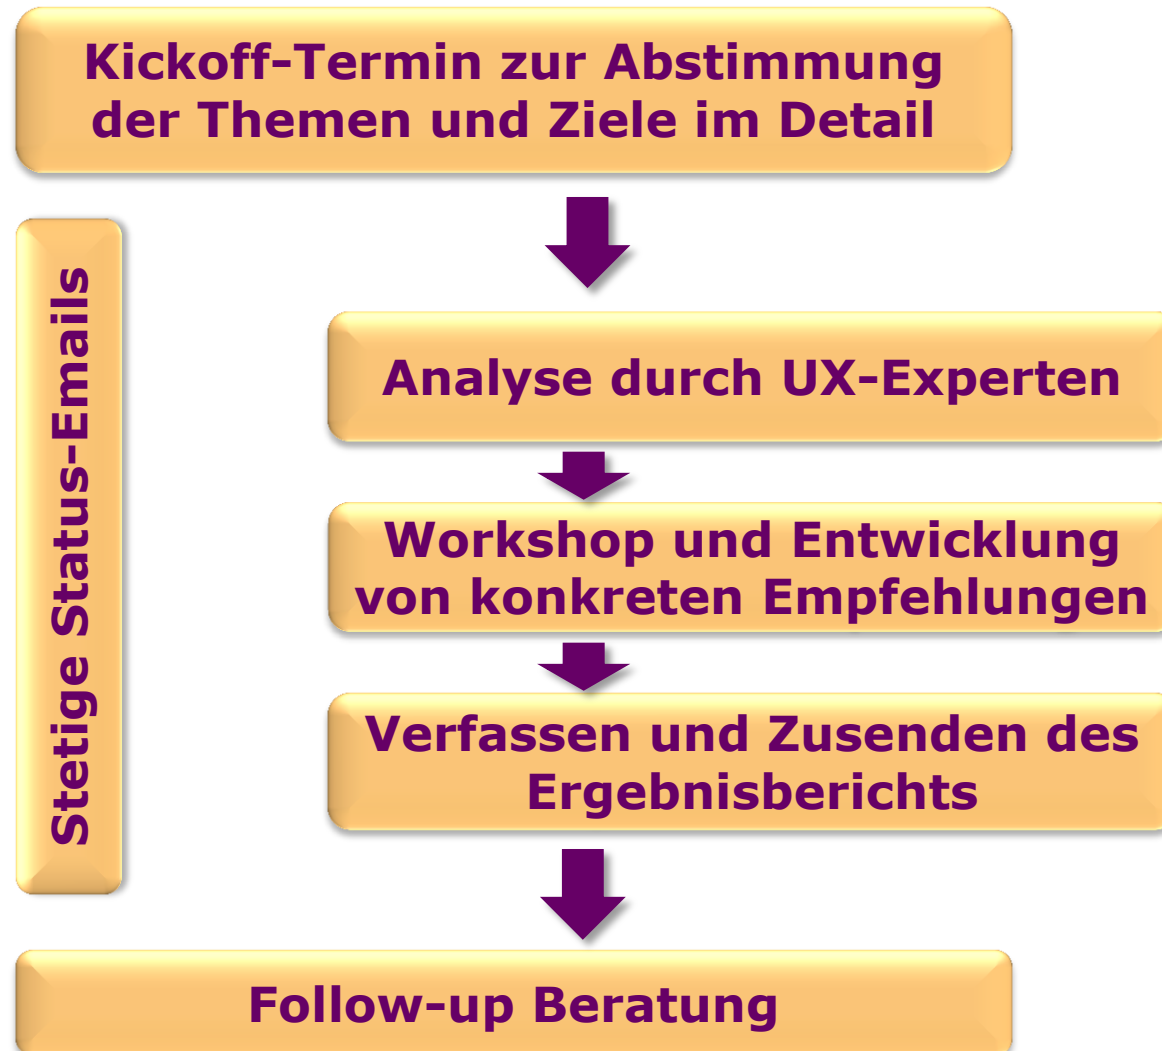 Kickoff-Termin zur Abstimmung
der Themen und Ziele im Detail
Stetige Status-Emails
Analyse durch UX-Experten
Workshop und Entwicklung
von konkreten Empfehlungen
Verfassen und Zusenden des
Ergebnisberichts
Follow-up Beratung